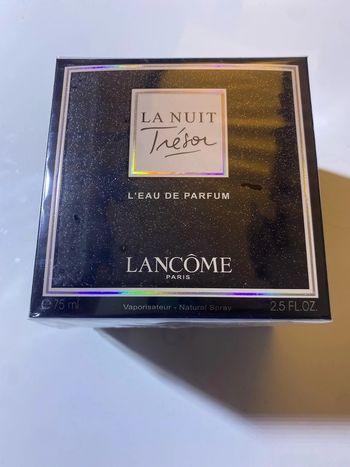 LA NUIT
Trésor
L'EAU DE PARFUM
LANCÔME
PARIS
e 75 ml Vaporisateur - Natural Spray 2.5 FL.OZ.